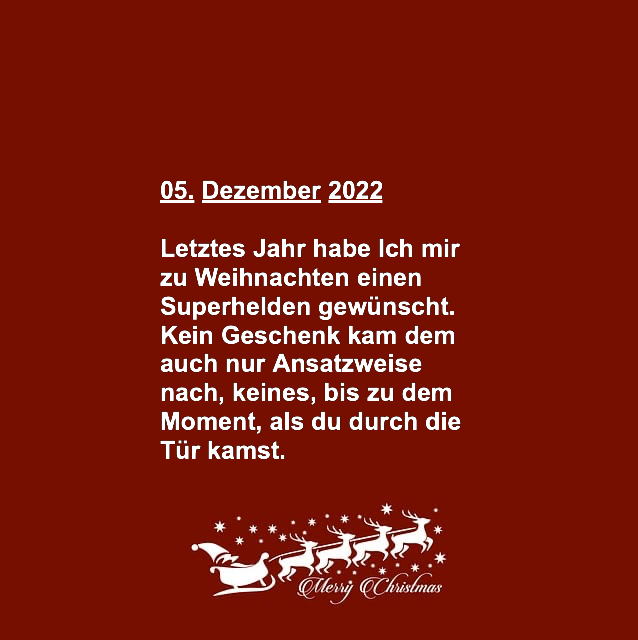 05. Dezember 2022
Letztes Jahr habe Ich mir
zu Weihnachten einen
Superhelden gewünscht.
Kein Geschenk kam dem
auch nur Ansatzweise
nach, keines, bis zu dem
Moment, als du durch die
Tür kamst.
Merry Christmas